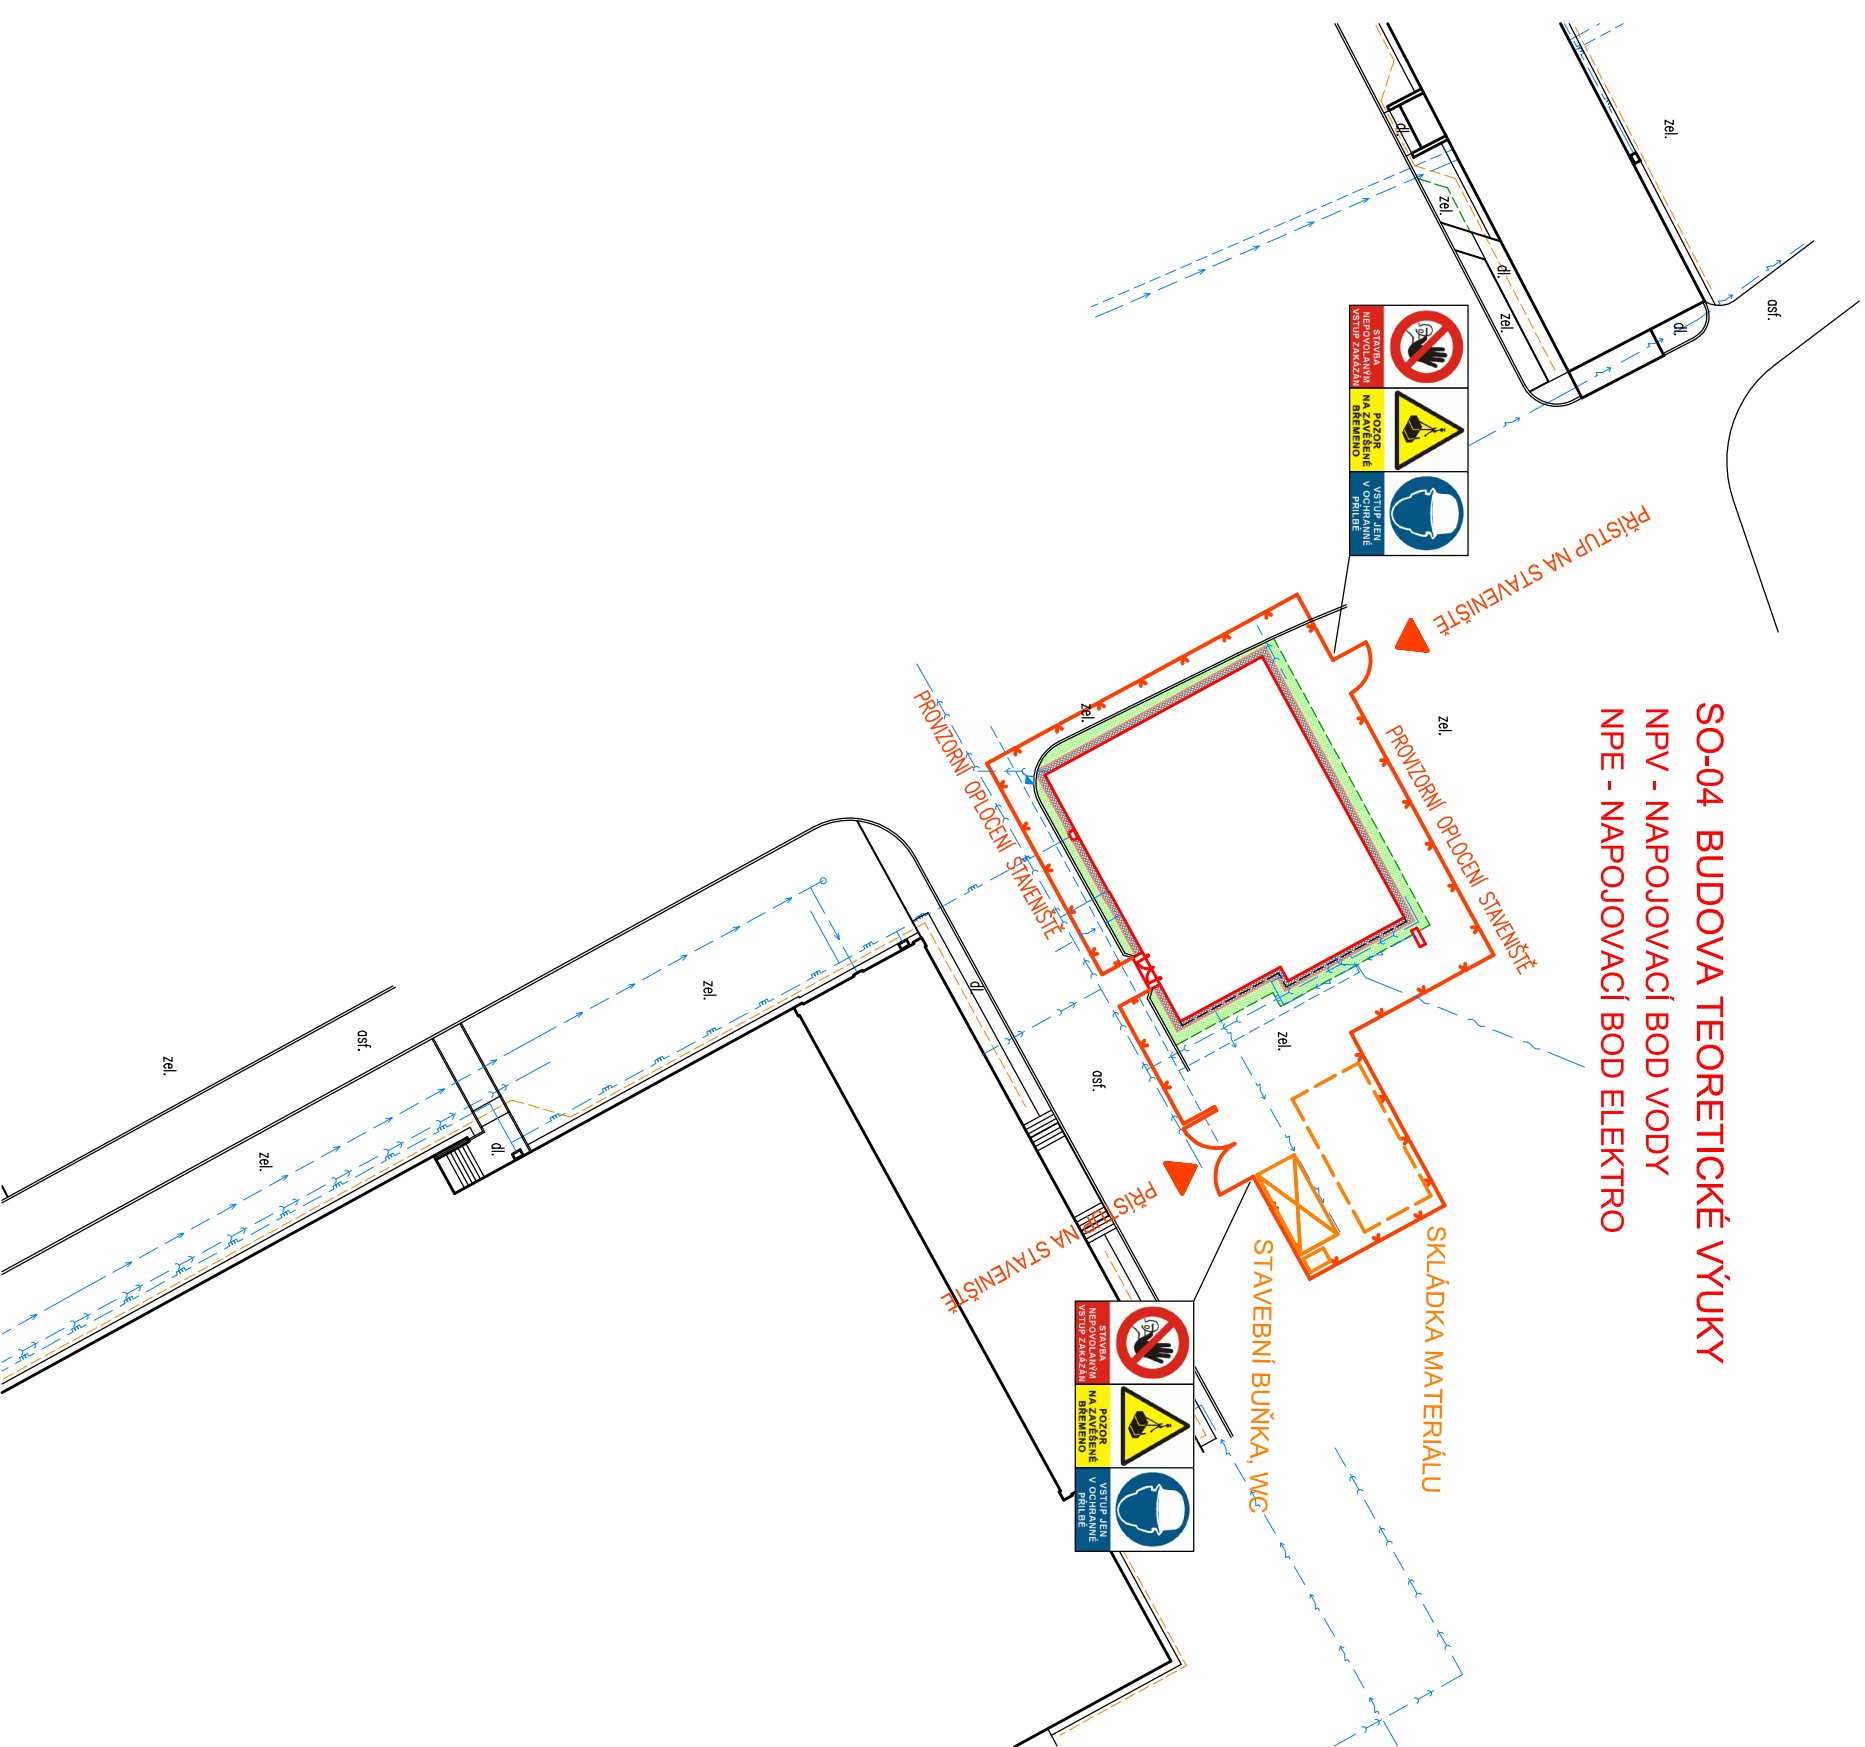 SO-04 BUDOVA TEORETICKÉ VÝUKY
NPV - NAPOJOVACÍ BOD VODY
NPE - NAPOJOVACÍ BOD ELEKTRO
PŘÍSTUP NA STAVENIŠTĚ
PROVIZORNÍ OPLOCENÍ STAVENIŠTĚ
PROVIZORNÍ OPLOCENÍ STAVENIŠTĚ
PŘÍSTUP NA STAVENIŠTĚ
SKLÁDKA MATERIÁLU
STAVEBNÍ BUŇKA, WC
STAVBA
NEPOVOLANÝM
VSTUP ZAKÁZÁN
POZOR
NA ZAVĚŠENÉ
BŘEMENO
VSTUP JEN
V OCHRANNÉ
PŘILBĚ
STAVBA
NEPOVOLANÝM
VSTUP ZAKÁZÁN
POZOR
NA ZAVĚŠENÉ
BŘEMENO
VSTUP JEN
V OCHRANNÉ
PŘILBĚ
zel.
asf.
dl.
dl.
zel.
dl.
zel.
zel.
zel.
zel.
asf.
dl.
zel.
dl.
asf.
zel.
zel.